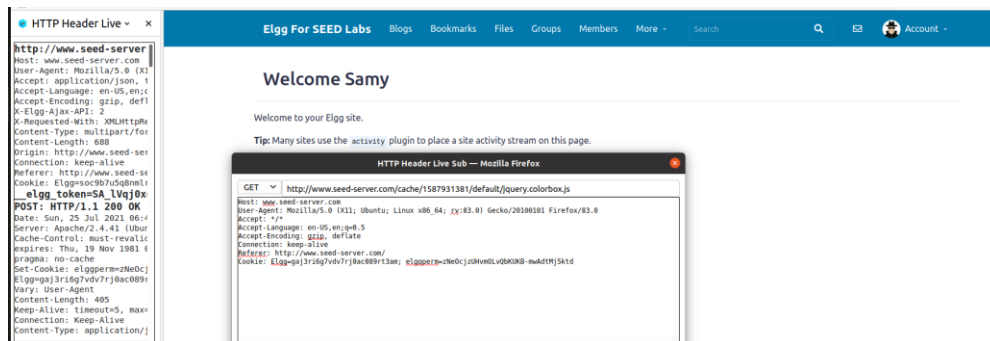 HTTP Header Live
http://www.seed-server
Host: www.seed-server.com
User-Agent: Mozilla/5.0 (X1
Accept: application/json, t
Accept-Language: en-US,en;q
Accept-Encoding: gzip, defl
X-Elgg-Ajax-API: 2
X-Requested-With: XMLHttpRe
Content-Type: multipart/for
Content-Length: 688
Origin: http://www.seed-ser
Connection: keep-alive
Referer: http://www.seed-se
Cookie: Elgg=soc9b7u5q8nmlr
__elgg_token=SA_lVqj0x
POST: HTTP/1.1 200 OK
Date: Sun, 25 Jul 2021 06:4
Server: Apache/2.4.41 (Ubun
Cache-Control: must-revalid
expires: Thu, 19 Nov 1981 0
pragma: no-cache
Set-Cookie: elggperm=zNeOcj
Elgg=gaj3ri6g7vdv7rj0ac089r
Vary: User-Agent
Content-Length: 405
Keep-Alive: timeout=5, max=
Connection: Keep-Alive
Content-Type: application/j
Elgg For SEED Labs Blogs Bookmarks Files Groups Members More Search Account
Welcome Samy
Welcome to your Elgg site.
Tip: Many sites use the activity plugin to place a site activity stream on this page.
HTTP Header Live Sub — Mozilla Firefox
GET http://www.seed-server.com/cache/1587931381/default/jquery.colorbox.js
Host: www.seed-server.com
User-Agent: Mozilla/5.0 (X11; Ubuntu; Linux x86_64; rv:83.0) Gecko/20100101 Firefox/83.0
Accept: */*
Accept-Language: en-US,en;q=0.5
Accept-Encoding: gzip, deflate
Connection: keep-alive
Referer: http://www.seed-server.com/
Cookie: Elgg=gaj3ri6g7vdv7rj0ac089rt3am; elggperm=zNeOcjzUHvmOLvQbKUKB-mwAdtMj5ktd